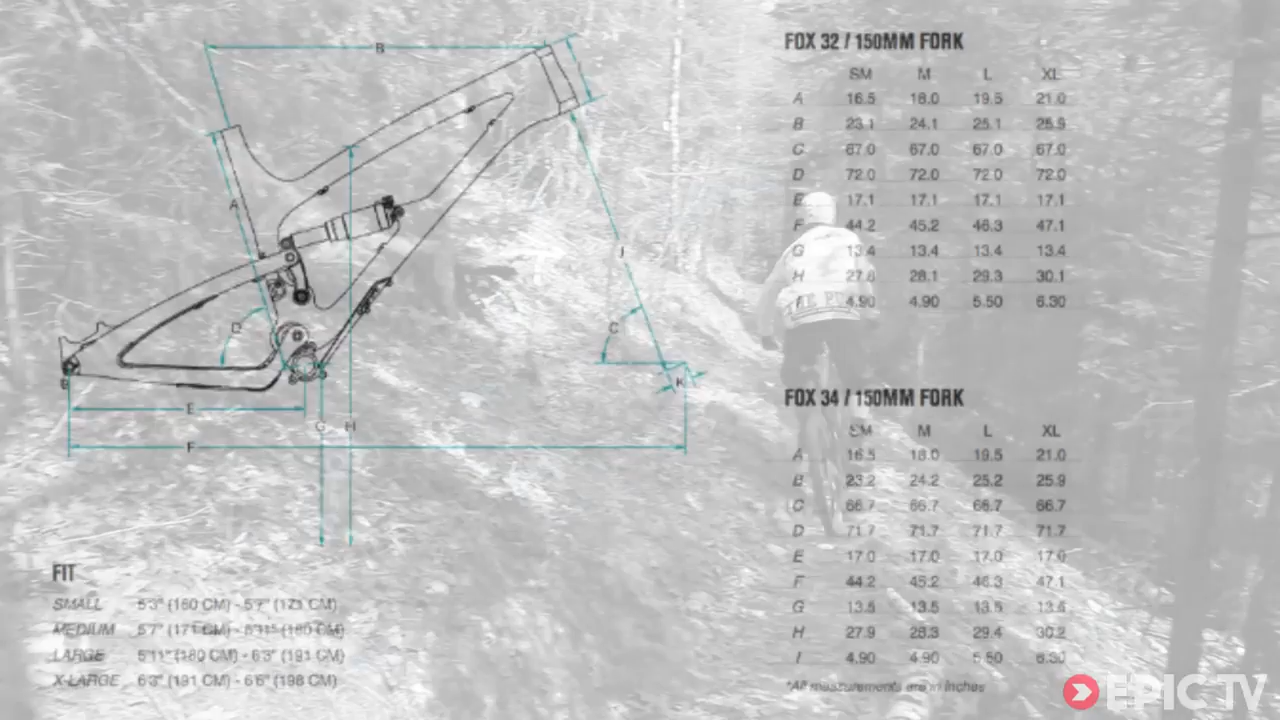 B
A
J
D
C
K
E
G H
F
FIT
SMALL 5'3" (160 CM) - 5'7" (171 CM)
MEDIUM 5'7" (171 CM) - 5'11" (180 CM)
LARGE 5'11" (180 CM) - 6'3" (191 CM)
X-LARGE 6'3" (191 CM) - 6'6" (198 CM)
FOX 32 / 150MM FORK
SM M L XL
A 16.5 18.0 19.5 21.0
B 23.1 24.1 25.1 25.9
C 67.0 67.0 67.0 67.0
D 72.0 72.0 72.0 72.0
E 17.1 17.1 17.1 17.1
F 44.2 45.2 46.3 47.1
G 13.4 13.4 13.4 13.4
H 27.8 28.1 29.3 30.1
I 4.90 4.90 5.50 6.30
FOX 34 / 150MM FORK
SM M L XL
A 16.5 18.0 19.5 21.0
B 23.2 24.2 25.2 25.9
C 66.7 66.7 66.7 66.7
D 71.7 71.7 71.7 71.7
E 17.0 17.0 17.0 17.0
F 44.2 45.2 46.3 47.1
G 13.5 13.5 13.5 13.5
H 27.9 28.3 29.4 30.2
I 4.90 4.90 5.50 6.30
*All measurements are in inches
EPIC TV